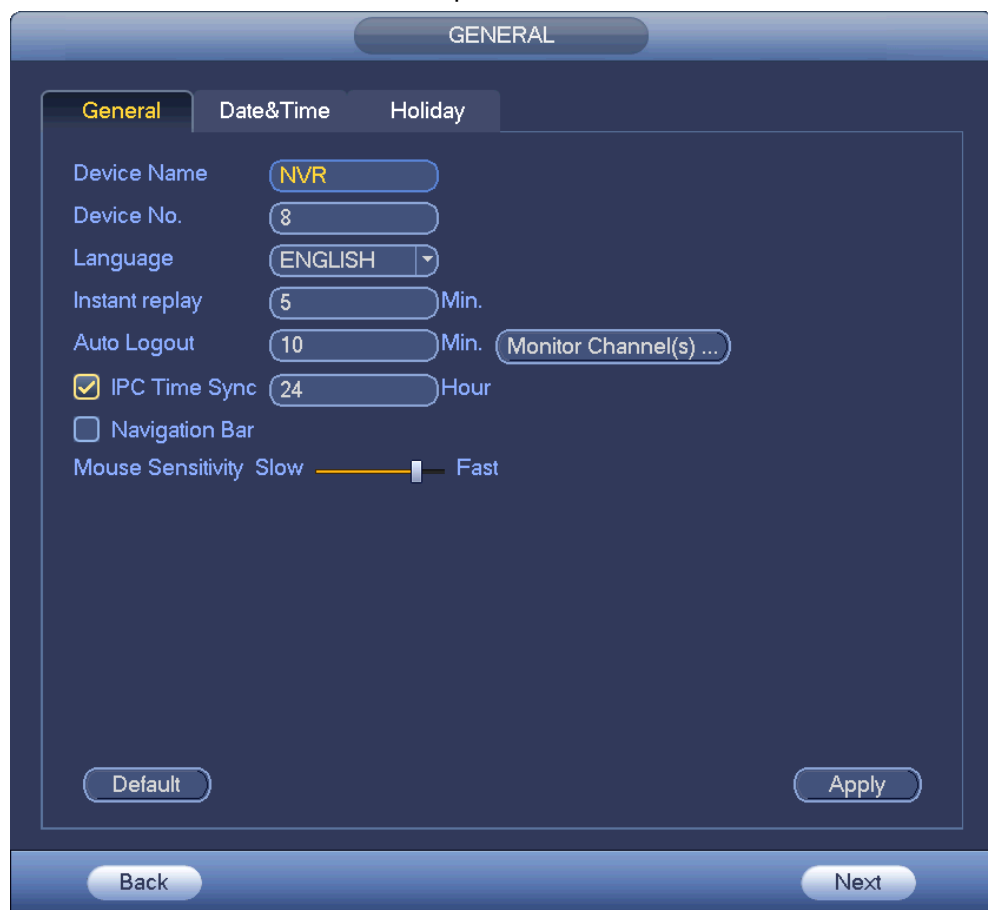 GENERAL
General Date&Time Holiday
Device Name NVR
Device No. 8
Language ENGLISH
Instant replay 5 Min.
Auto Logout 10 Min. Monitor Channel(s) ...
IPC Time Sync 24 Hour
Navigation Bar
Mouse Sensitivity Slow Fast
Default Apply
Back Next